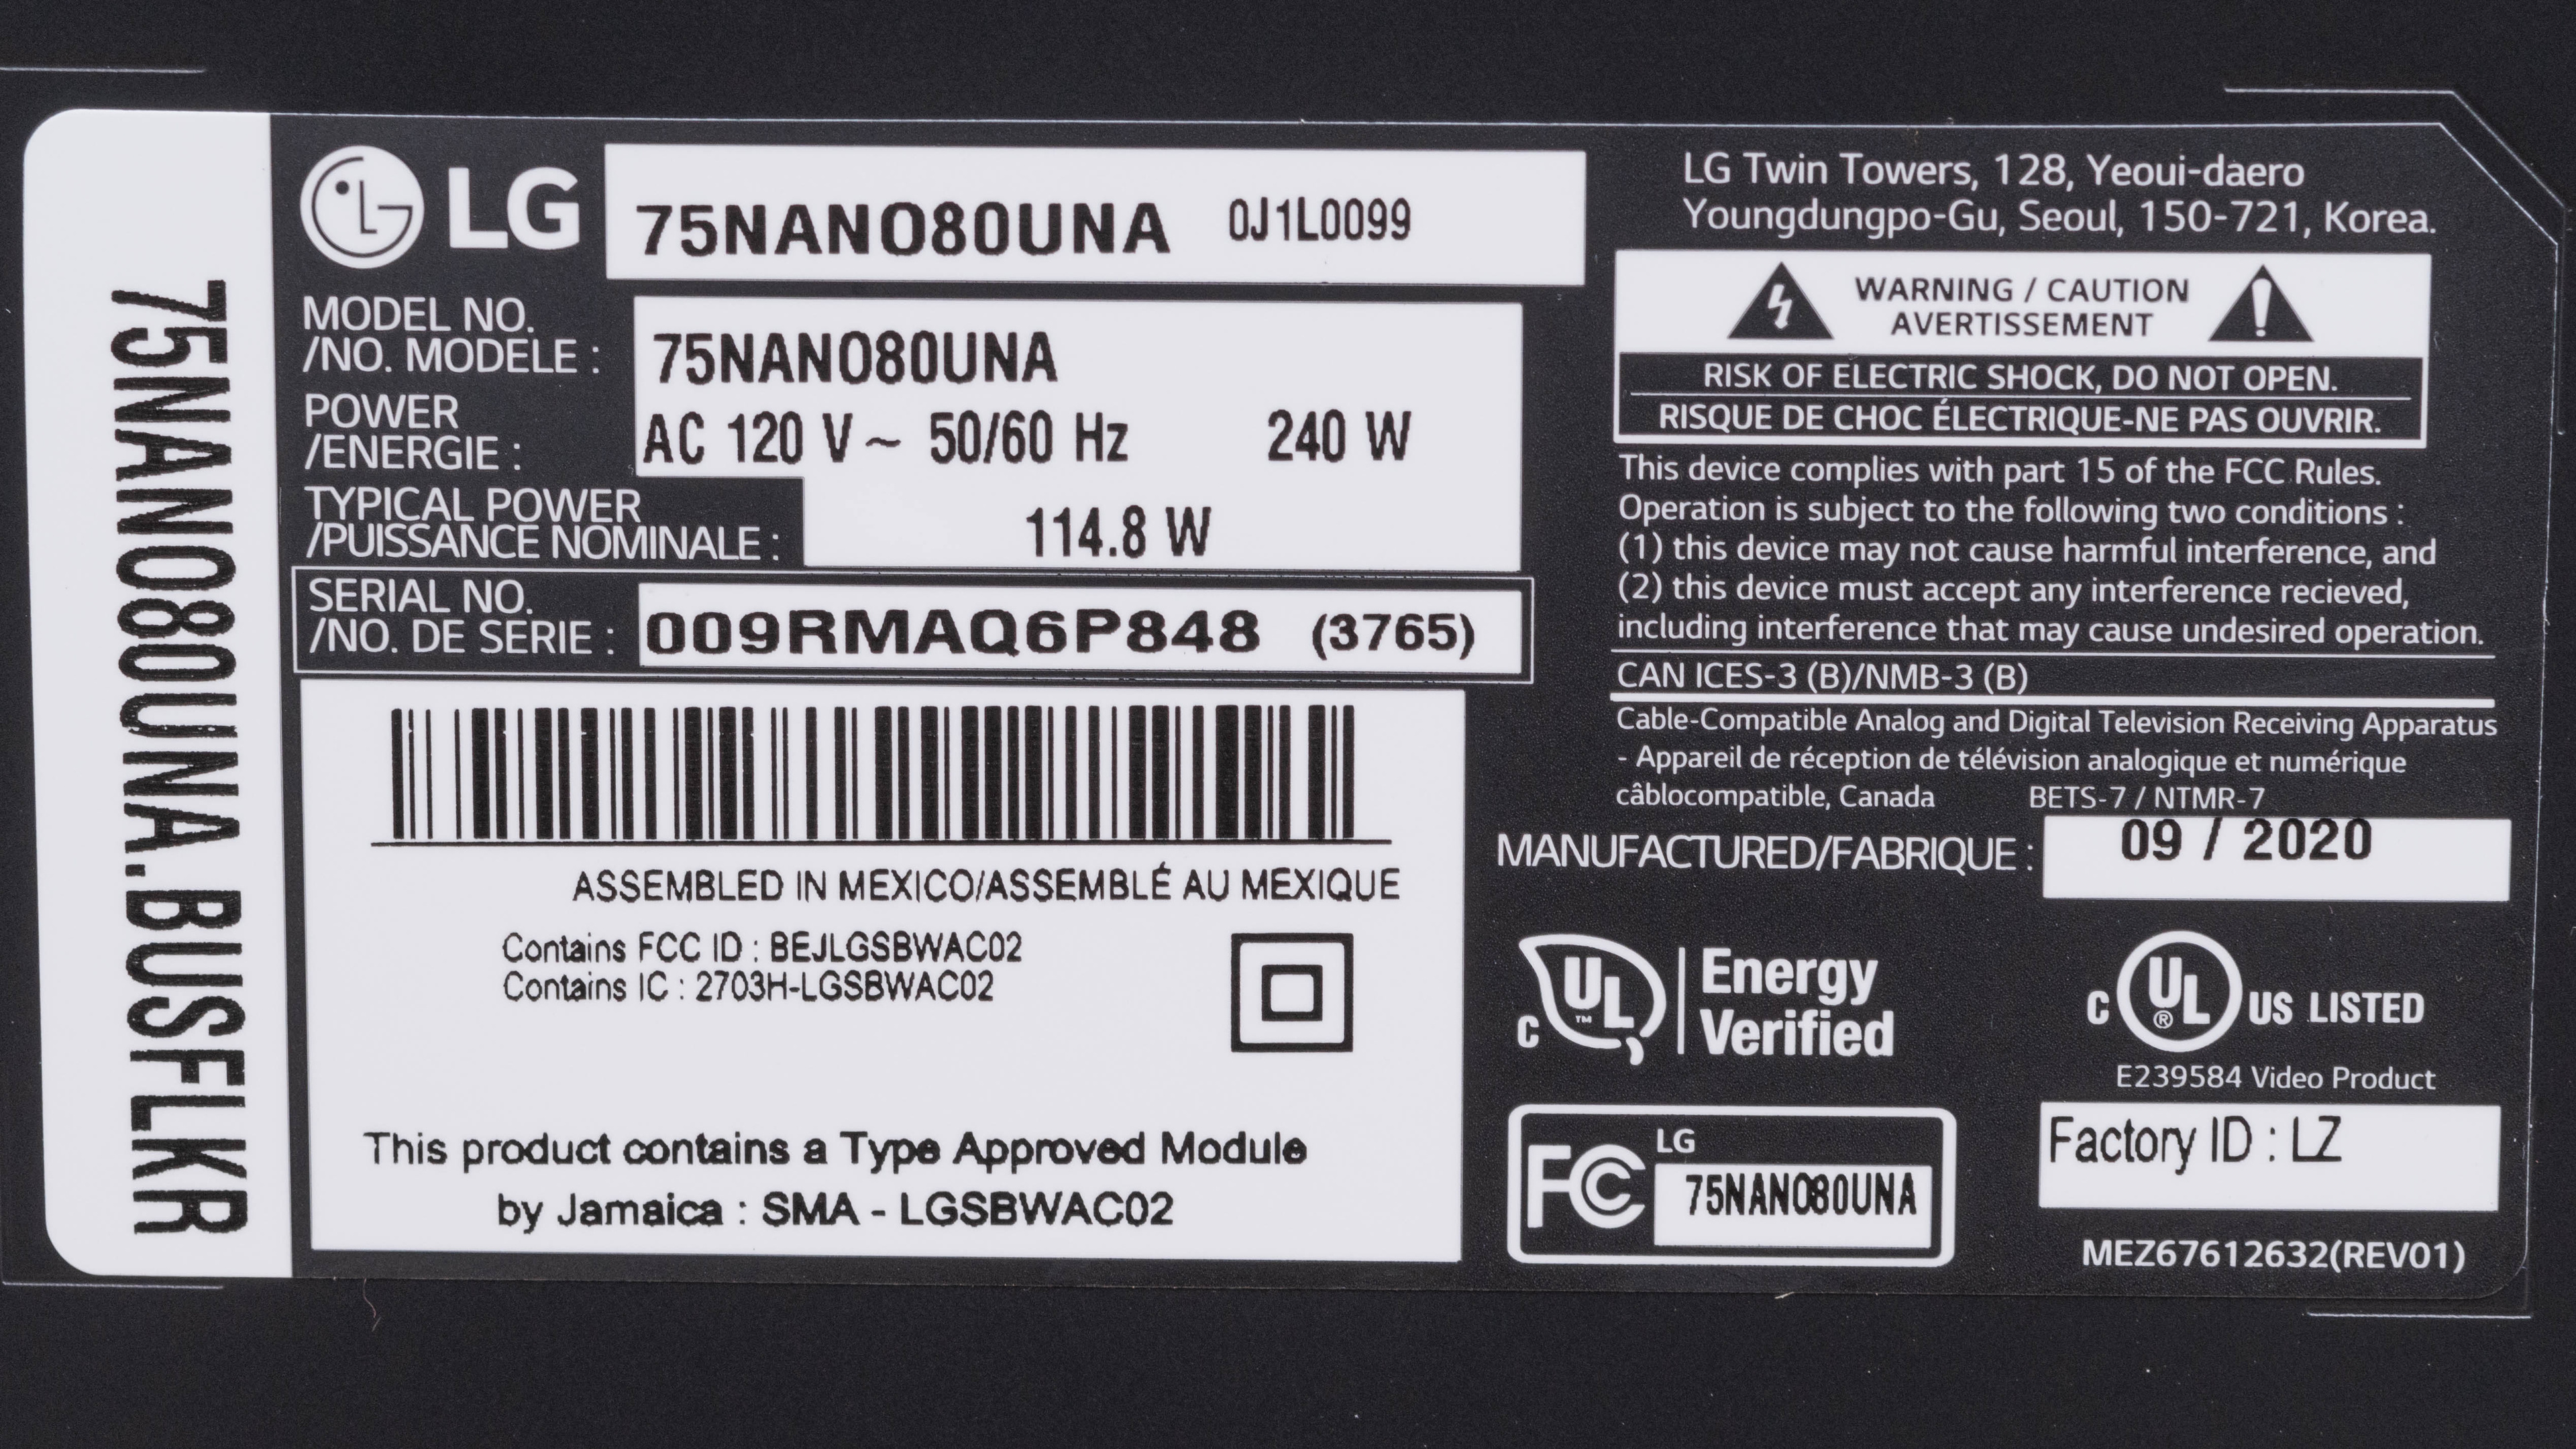 75NANO80UNA.BUSFLKR
LG
75NANO80UNA 0J1L0099
MODEL NO.
/NO. MODELE :
75NANO80UNA
POWER
/ENERGIE :
AC 120 V ~ 50/60 Hz 240 W
TYPICAL POWER
/PUISSANCE NOMINALE :
114.8 W
SERIAL NO.
/NO. DE SERIE :
009RMAQ6P848 (3765)
ASSEMBLED IN MEXICO/ASSEMBLÉ AU MEXIQUE
Contains FCC ID : BEJLGSBWAC02
Contains IC : 2703H-LGSBWAC02
This product contains a Type Approved Module
by Jamaica : SMA - LGSBWAC02
LG Twin Towers, 128, Yeoui-daero
Youngdungpo-Gu, Seoul, 150-721, Korea.
WARNING / CAUTION
AVERTISSEMENT
RISK OF ELECTRIC SHOCK, DO NOT OPEN.
RISQUE DE CHOC ÉLECTRIQUE-NE PAS OUVRIR.
This device complies with part 15 of the FCC Rules.
Operation is subject to the following two conditions :
(1) this device may not cause harmful interference, and
(2) this device must accept any interference recieved,
including interference that may cause undesired operation.
CAN ICES-3 (B)/NMB-3 (B)
Cable-Compatible Analog and Digital Television Receiving Apparatus
- Appareil de réception de télévision analogique et numérique
câblocompatible, Canada BETS-7 / NTMR-7
MANUFACTURED/FABRIQUE : 09 / 2020
C UL ™ Energy
Verified
C UL ® US LISTED
E239584 Video Product
FC LG
75NANO80UNA
Factory ID : LZ
MEZ67612632(REV01)